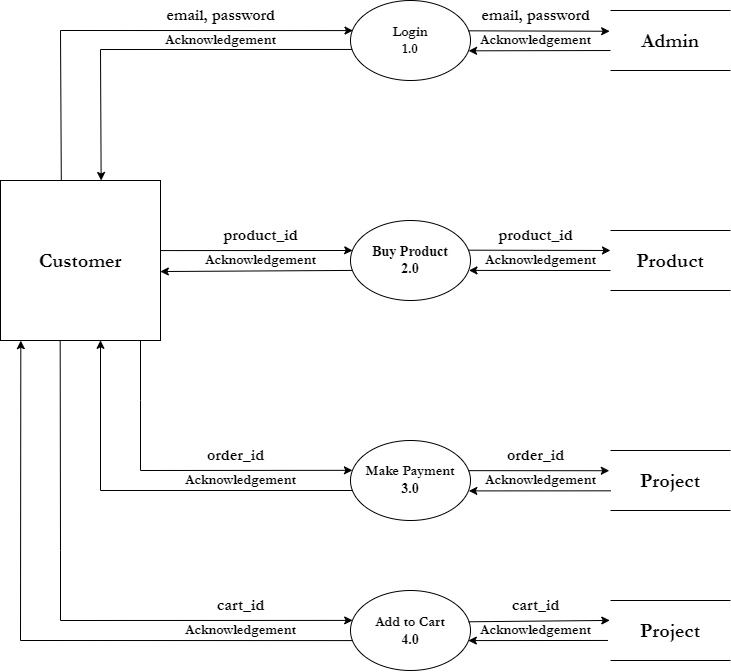 email, password
Acknowledgement
Login
1.0
email, password
Acknowledgement
Admin
Customer
product_id
Acknowledgement
Buy Product
2.0
product_id
Acknowledgement
Product
order_id
Acknowledgement
Make Payment
3.0
order_id
Acknowledgement
Project
cart_id
Acknowledgement
Add to Cart
4.0
cart_id
Acknowledgement
Project